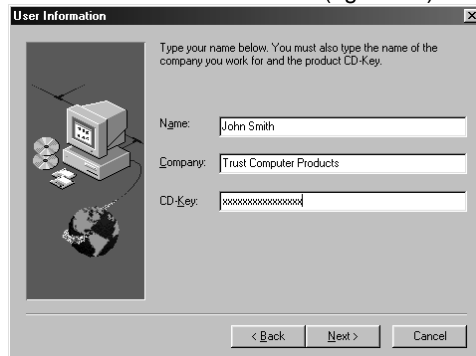 User Information
Type your name below. You must also type the name of the
company you work for and the product CD-Key.
Name: John Smith
Company: Trust Computer Products
CD-Key: xxxxxxxxxxxxxxxx
< Back Next > Cancel